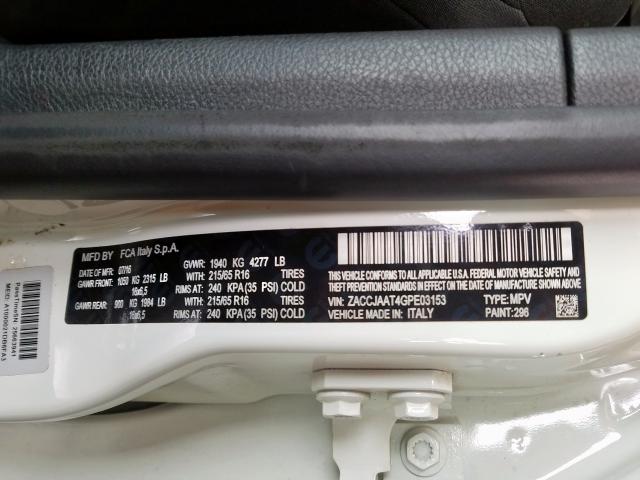 MFD BY FCA Italy S.p.A.
DATE OF MFR: 07/16 GVWR: 1940 KG 4277 LB
GAWR FRONT: 1050 KG 2315 LB WITH 215/65 R16 TIRES
16x6,5 RIMS AT: 240 KPA (35 PSI) COLD
GAWR REAR: 900 KG 1984 LB WITH 215/65 R16 TIRES
16x6,5 RIMS AT: 240 KPA (35 PSI) COLD
THIS VEHICLE CONFORMS TO ALL APPLICABLE U.S. FEDERAL MOTOR VEHICLE SAFETY, BUMPER, AND THEFT PREVENTION STANDARDS IN EFFECT ON THE DATE OF MANUFACTURE SHOWN ABOVE.
VIN: ZACCJAAT4GPE03153 TYPE: MPV
VEHICLE MADE IN: ITALY PAINT: 296
PassTimeSN:
MEID: